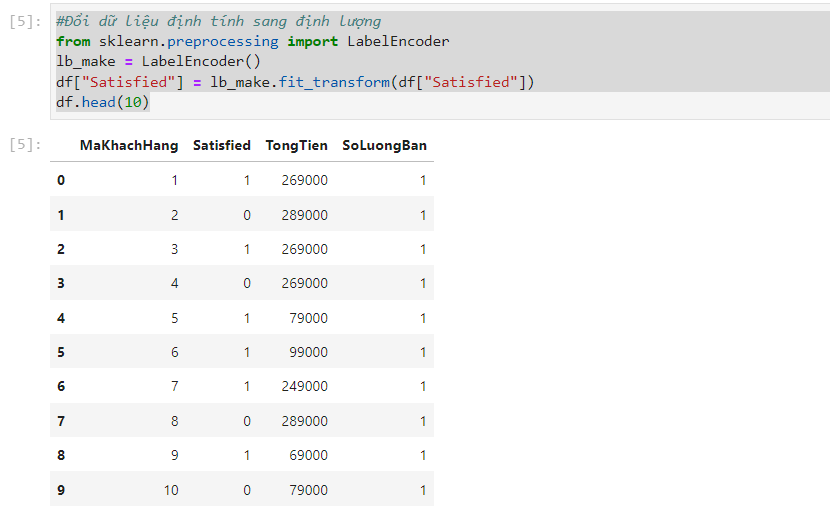 [5]: #Đổi dữ liệu định tính sang định lượng
from sklearn.preprocessing import LabelEncoder
lb_make = LabelEncoder()
df["Satisfied"] = lb_make.fit_transform(df["Satisfied"])
df.head(10)
[5]: MaKhachHang Satisfied TongTien SoLuongBan
0 1 1 269000 1
1 2 0 289000 1
2 3 1 269000 1
3 4 0 269000 1
4 5 1 79000 1
5 6 1 99000 1
6 7 1 249000 1
7 8 0 289000 1
8 9 1 69000 1
9 10 0 79000 1